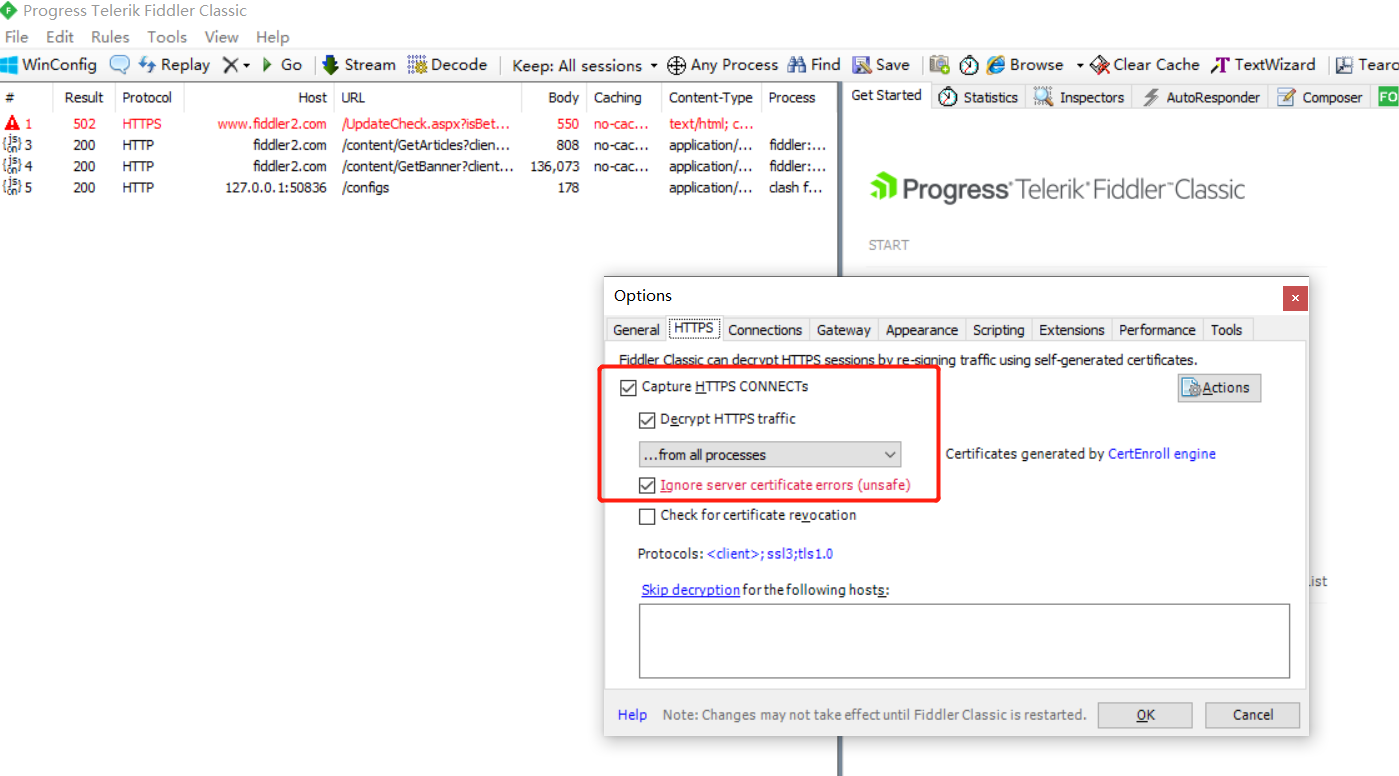 Progress Telerik Fiddler Classic
File Edit Rules Tools View Help
WinConfig Replay Go Stream Decode Keep: All sessions Any Process Find Save Browse Clear Cache TextWizard Tearo
# Result Protocol Host URL Body Caching Content-Type Process
Get Started Statistics Inspectors AutoResponder Composer FO
1 502 HTTPS www.fiddler2.com /UpdateCheck.aspx?isBet... 550 no-cac... text/html; c...
3 200 HTTP fiddler2.com /content/GetArticles?clien... 808 no-cac... application/... fiddler:...
4 200 HTTP fiddler2.com /content/GetBanner?client... 136,073 no-cac... application/... fiddler:...
5 200 HTTP 127.0.0.1:50836 /configs 178 application/... clash f...
Progress Telerik Fiddler Classic
START
Options
General HTTPS Connections Gateway Appearance Scripting Extensions Performance Tools
Fiddler Classic can decrypt HTTPS sessions by re-signing traffic using self-generated certificates.
Capture HTTPS CONNECTs
Actions
Decrypt HTTPS traffic
...from all processes
Certificates generated by CertEnroll engine
Ignore server certificate errors (unsafe)
Check for certificate revocation
Protocols: <client>;ssl3;tls1.0
Skip decryption for the following hosts:
ist
Help Note: Changes may not take effect until Fiddler Classic is restarted. OK Cancel